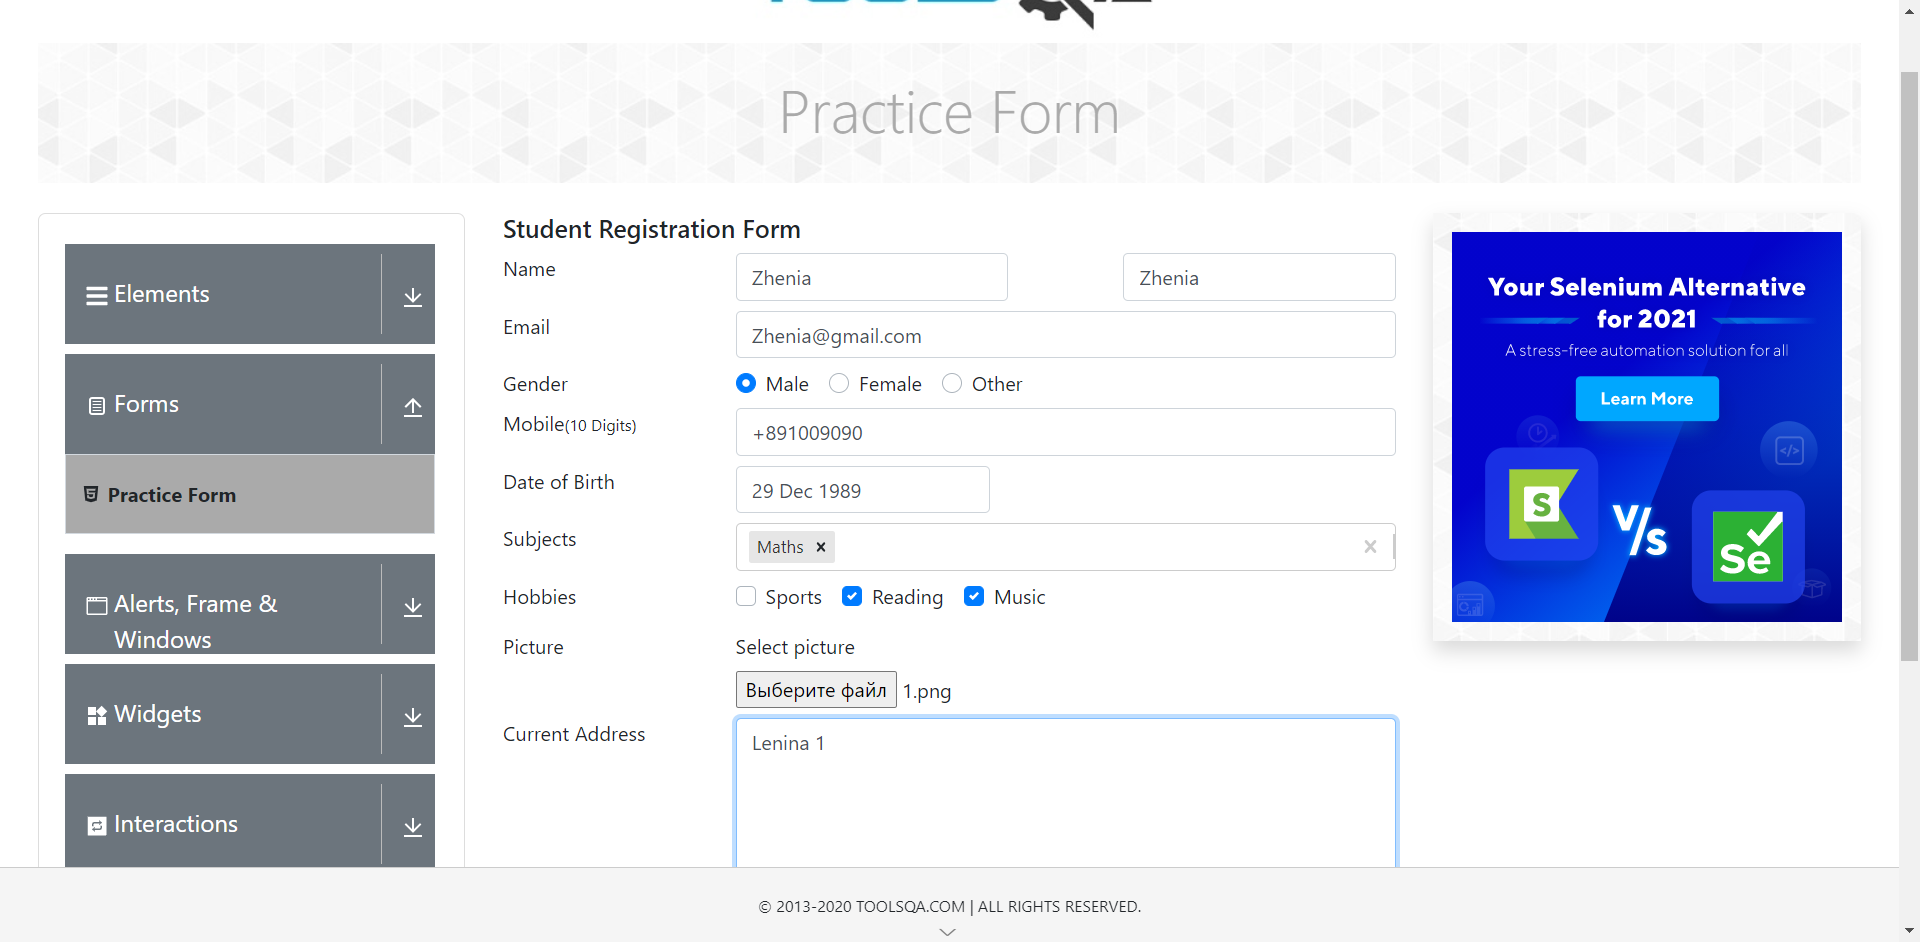 Practice Form
Elements
Forms
Practice Form
Alerts, Frame &
Windows
Widgets
Interactions
Student Registration Form
Name
Zhenia
Zhenia
Email
Zhenia@gmail.com
Gender
Male
Female
Other
Mobile(10 Digits)
+891009090
Date of Birth
29 Dec 1989
Subjects
Maths
Hobbies
Sports
Reading
Music
Picture
Select picture
Выберите файл 1.png
Current Address
Lenina 1
Your Selenium Alternative
for 2021
A stress-free automation solution for all
Learn More
S
V/s
Se
© 2013-2020 TOOLSQA.COM | ALL RIGHTS RESERVED.